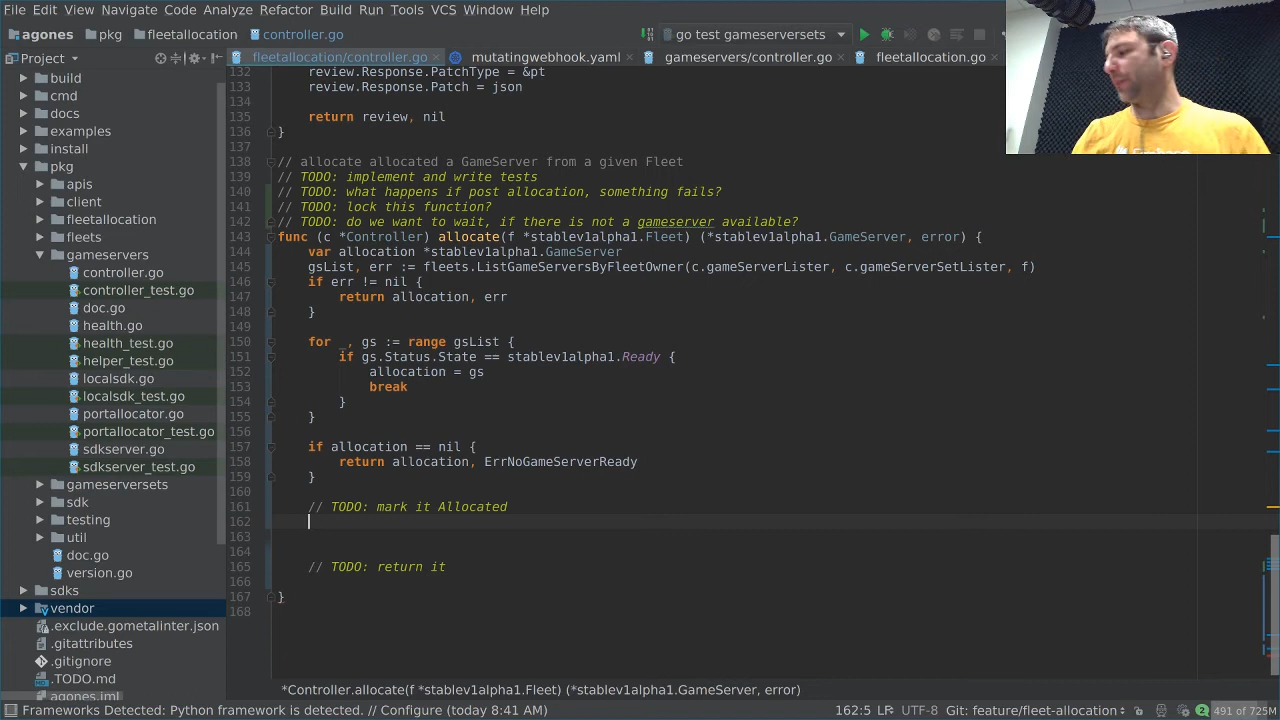 File Edit View Navigate Code Analyze Refactor Build Run Tools VCS Window Help
agones pkg fleetallocation controller.go go test gameserversets
Project fleetallocation/controller.go mutatingwebhook.yaml gameservers/controller.go fleetallocation.go
build
cmd
docs
examples
install
pkg
apis
client
fleetallocation
fleets
gameservers
controller.go
controller_test.go
doc.go
health.go
health_test.go
helper_test.go
localsdk.go
localsdk_test.go
portallocator.go
portallocator_test.go
sdkserver.go
sdkserver_test.go
gameserversets
sdk
testing
util
doc.go
version.go
sdks
vendor
.exclude.gometalinter.json
.gitattributes
.gitignore
.TODO.md
agones.iml
132 review.Response.PatchType = &pt
133 review.Response.Patch = json
134
135 return review, nil
136 }
137
138 // allocate allocated a GameServer from a given Fleet
139 // TODO: implement and write tests
140 // TODO: what happens if post allocation, something fails?
141 // TODO: lock this function?
142 // TODO: do we want to wait, if there is not a gameserver available?
143 func (c *Controller) allocate(f *stablev1alpha1.Fleet) (*stablev1alpha1.GameServer, error) {
144 var allocation *stablev1alpha1.GameServer
145 gsList, err := fleets.ListGameServersByFleetOwner(c.gameServerLister, c.gameServerSetLister, f)
146 if err != nil {
147 return allocation, err
148 }
149
150 for _, gs := range gsList {
151 if gs.Status.State == stablev1alpha1.Ready {
152 allocation = gs
153 break
154 }
155 }
156
157 if allocation == nil {
158 return allocation, ErrNoGameServerReady
159 }
160
161 // TODO: mark it Allocated
162
163
164
165 // TODO: return it
166
167 }
168
*Controller.allocate(f *stablev1alpha1.Fleet) (*stablev1alpha1.GameServer, error)
Frameworks Detected: Python framework is detected. // Configure (today 8:41 AM) 162:5 LF UTF-8 Git: feature/fleet-allocation 2 491 of 725M